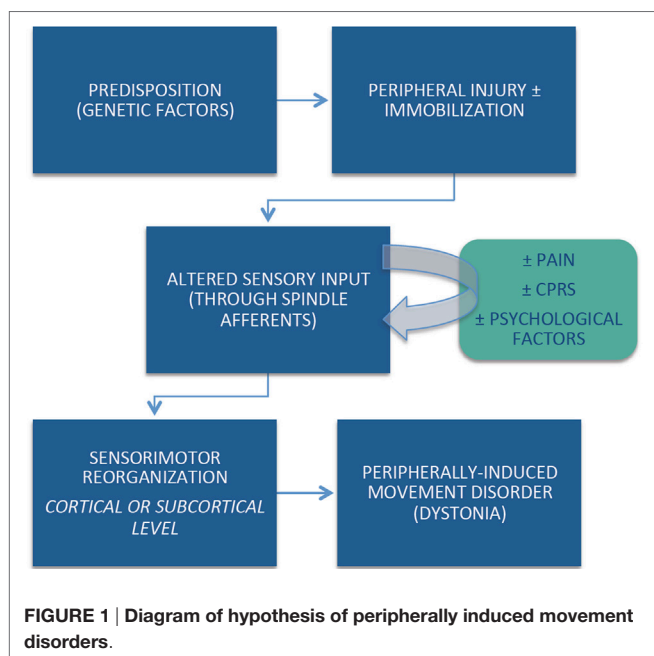 PREDISPOSITION
(GENETIC FACTORS)
PERIPHERAL INJURY ±
IMMOBILIZATION
ALTERED SENSORY INPUT
(THROUGH SPINDLE
AFFERENTS)
± PAIN
± CPRS
± PSYCHOLOGICAL
FACTORS
SENSORIMOTOR
REORGANIZATION
CORTICAL OR SUBCORTICAL
LEVEL
PERIPHERALLY-INDUCED
MOVEMENT DISORDER
(DYSTONIA)
FIGURE 1 | Diagram of hypothesis of peripherally induced movement
disorders.